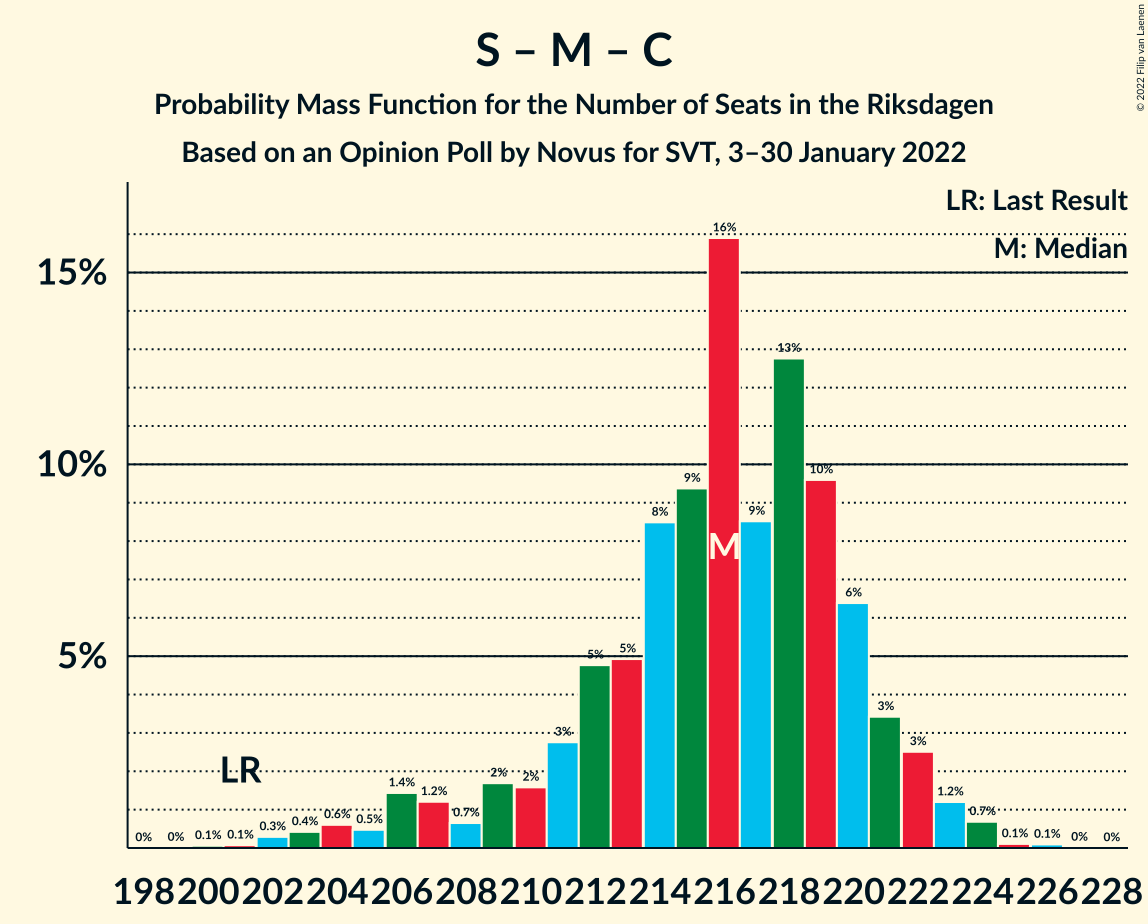 S – M – C
Probability Mass Function for the Number of Seats in the Riksdagen
Based on an Opinion Poll by Novus for SVT, 3–30 January 2022
© 2022 Filip van Laenen
LR: Last Result
M: Median
15%
10%
5%
LR
M
0% 0% 0.1% 0.1% 0.3% 0.4% 0.6% 0.5% 1.4% 1.2% 0.7% 2% 2% 3% 5% 5% 8% 9% 16% 9% 13% 10% 6% 3% 3% 1.2% 0.7% 0.1% 0.1% 0% 0%
198 200 202 204 206 208 210 212 214 216 218 220 222 224 226 228